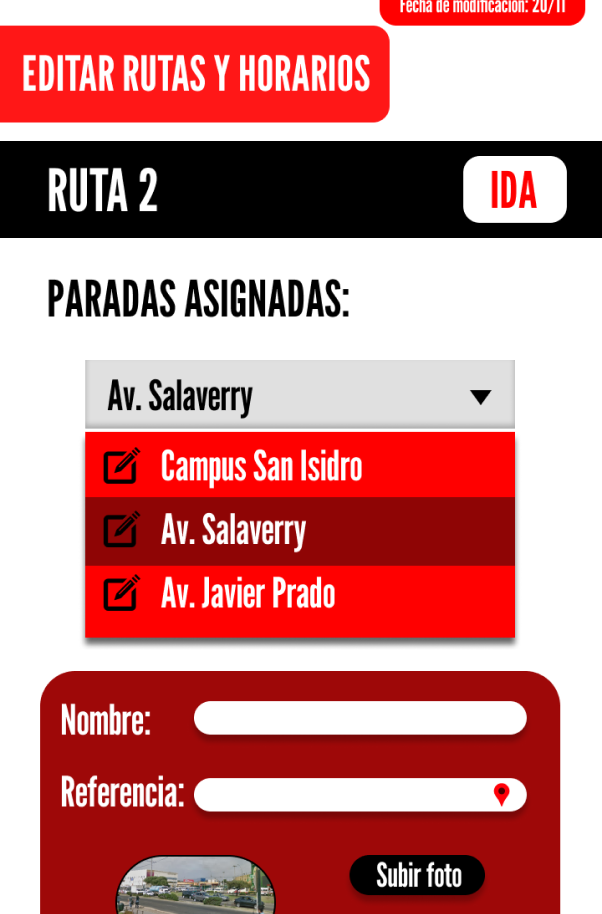 Fecha de modificación: 20/11
EDITAR RUTAS Y HORARIOS
RUTA 2
IDA
PARADAS ASIGNADAS:
Av. Salaverry
Campus San Isidro
Av. Salaverry
Av. Javier Prado
Nombre:
Referencia:
Subir foto